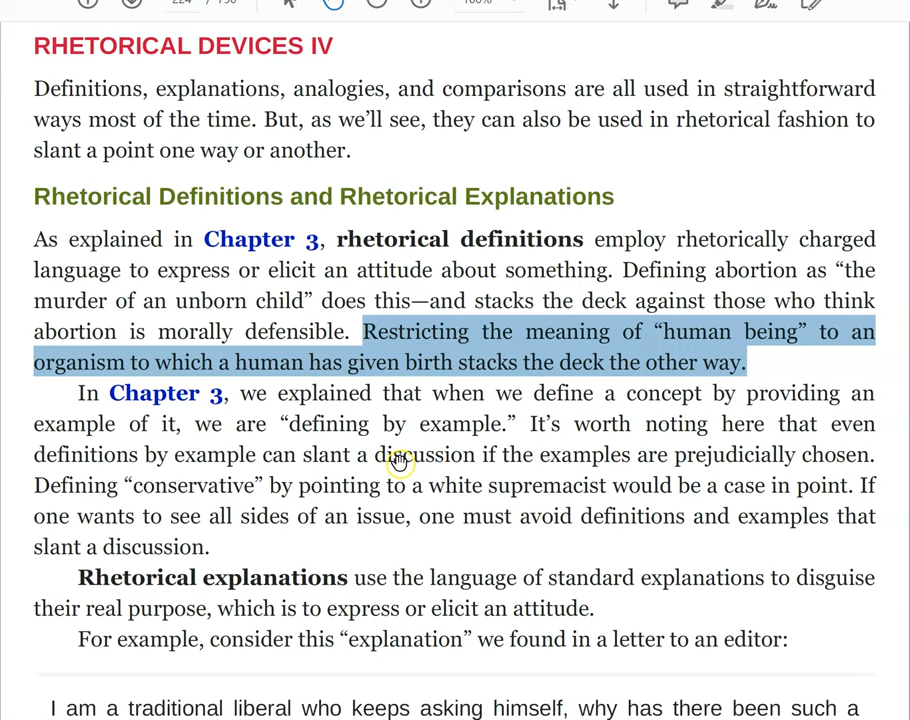 100%
RHETORICAL DEVICES IV
Definitions, explanations, analogies, and comparisons are all used in straightforward
ways most of the time. But, as we’ll see, they can also be used in rhetorical fashion to
slant a point one way or another.
Rhetorical Definitions and Rhetorical Explanations
As explained in Chapter 3, rhetorical definitions employ rhetorically charged
language to express or elicit an attitude about something. Defining abortion as “the
murder of an unborn child” does this—and stacks the deck against those who think
abortion is morally defensible. Restricting the meaning of “human being” to an
organism to which a human has given birth stacks the deck the other way.
In Chapter 3, we explained that when we define a concept by providing an
example of it, we are “defining by example.” It’s worth noting here that even
definitions by example can slant a discussion if the examples are prejudicially chosen.
Defining “conservative” by pointing to a white supremacist would be a case in point. If
one wants to see all sides of an issue, one must avoid definitions and examples that
slant a discussion.
Rhetorical explanations use the language of standard explanations to disguise
their real purpose, which is to express or elicit an attitude.
For example, consider this “explanation” we found in a letter to an editor:
I am a traditional liberal who keeps asking himself, why has there been such a